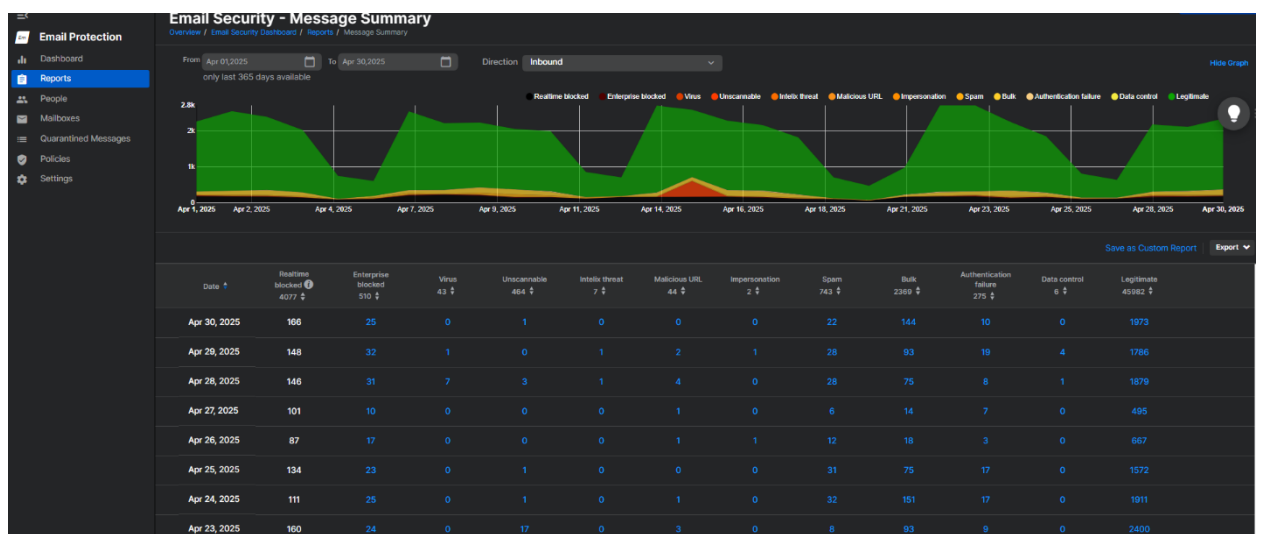 Email Security - Message Summary
Overview / Email Security Dashboard / Reports / Message Summary
Email Protection
Dashboard
Reports
People
Mailboxes
Quarantined Messages
Policies
Settings
From Apr 01,2025 To Apr 30,2025 Direction Inbound
only last 365 days available
Hide Graph
Realtime blocked Enterprise blocked Virus Unscannable Intelix threat Malicious URL Impersonation Spam Bulk Authentication failure Data control Legitimate
2.8k
2k
1k
0
Apr 1, 2025 Apr 2, 2025 Apr 4, 2025 Apr 7, 2025 Apr 9, 2025 Apr 11, 2025 Apr 14, 2025 Apr 16, 2025 Apr 18, 2025 Apr 21, 2025 Apr 23, 2025 Apr 25, 2025 Apr 28, 2025 Apr 30, 2025
Save as Custom Report Export
Date Realtime blocked 4077 Enterprise blocked 510 Virus 43 Unscannable 464 Intelix threat 7 Malicious URL 44 Impersonation 2 Spam 743 Bulk 2369 Authentication failure 275 Data control 6 Legitimate 45982
Apr 30, 2025 166 25 0 1 0 0 0 22 144 10 0 1973
Apr 29, 2025 148 32 1 0 1 2 1 28 93 19 4 1786
Apr 28, 2025 146 31 7 3 1 4 0 28 75 8 1 1879
Apr 27, 2025 101 10 0 0 0 1 0 6 14 7 0 495
Apr 26, 2025 87 17 0 0 0 1 1 12 18 3 0 667
Apr 25, 2025 134 23 0 1 0 0 0 31 75 17 0 1572
Apr 24, 2025 111 25 0 1 0 1 0 32 151 17 0 1911
Apr 23, 2025 160 24 0 17 0 3 0 8 93 9 0 2400